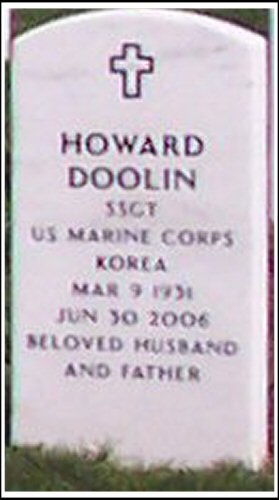 HOWARD
DOOLIN
SSGT
US MARINE CORPS
KOREA
MAR 9 1931
JUN 30 2006
BELOVED HUSBAND
AND FATHER